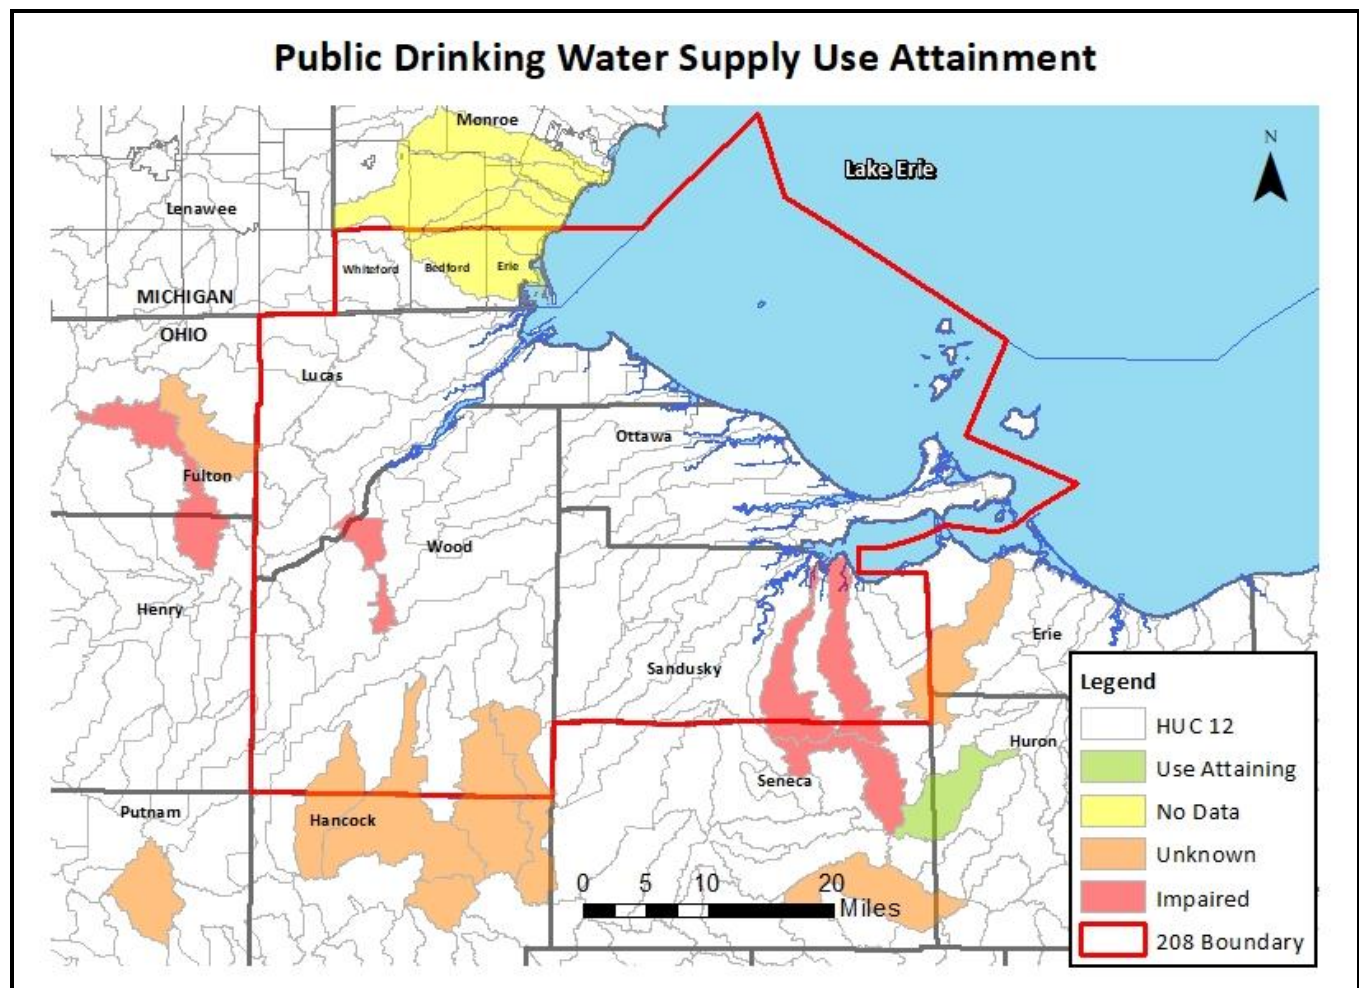 Public Drinking Water Supply Use Attainment
Monroe
N
Lake Erie
Lenawee
Whiteford
Bedford
Erie
MICHIGAN
OHIO
Lucas
Ottawa
Fulton
Wood
Henry
Erie
Sandusky
Legend
HUC 12
Huron
Use Attaining
Seneca
Putnam
Hancock
No Data
Unknown
0 5 10 20
Miles
Impaired
208 Boundary